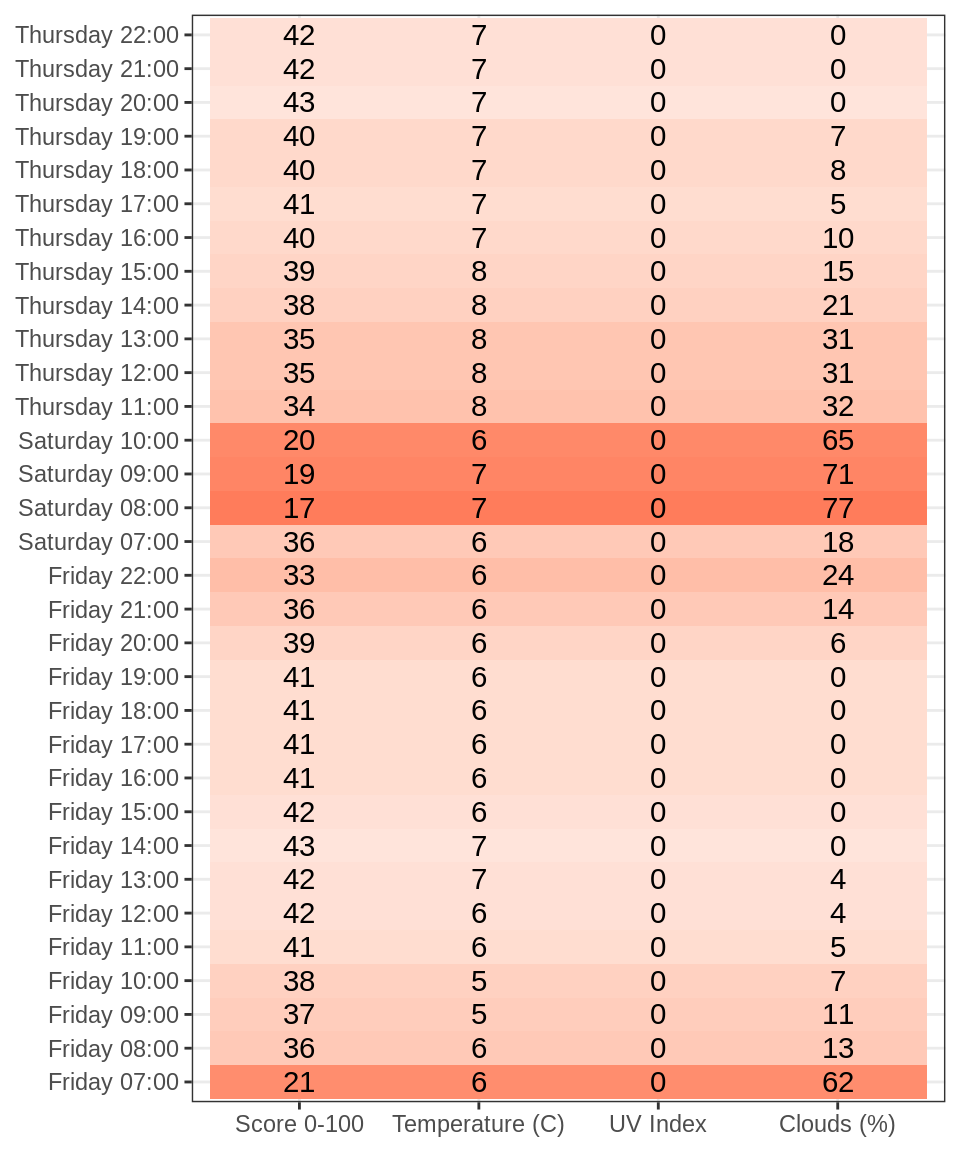 Thursday 22:00 42 7 0 0
Thursday 21:00 42 7 0 0
Thursday 20:00 43 7 0 0
Thursday 19:00 40 7 0 7
Thursday 18:00 40 7 0 8
Thursday 17:00 41 7 0 5
Thursday 16:00 40 7 0 10
Thursday 15:00 39 8 0 15
Thursday 14:00 38 8 0 21
Thursday 13:00 35 8 0 31
Thursday 12:00 35 8 0 31
Thursday 11:00 34 8 0 32
Saturday 10:00 20 6 0 65
Saturday 09:00 19 7 0 71
Saturday 08:00 17 7 0 77
Saturday 07:00 36 6 0 18
Friday 22:00 33 6 0 24
Friday 21:00 36 6 0 14
Friday 20:00 39 6 0 6
Friday 19:00 41 6 0 0
Friday 18:00 41 6 0 0
Friday 17:00 41 6 0 0
Friday 16:00 41 6 0 0
Friday 15:00 42 6 0 0
Friday 14:00 43 7 0 0
Friday 13:00 42 7 0 4
Friday 12:00 42 6 0 4
Friday 11:00 41 6 0 5
Friday 10:00 38 5 0 7
Friday 09:00 37 5 0 11
Friday 08:00 36 6 0 13
Friday 07:00 21 6 0 62
Score 0-100 Temperature (C) UV Index Clouds (%)